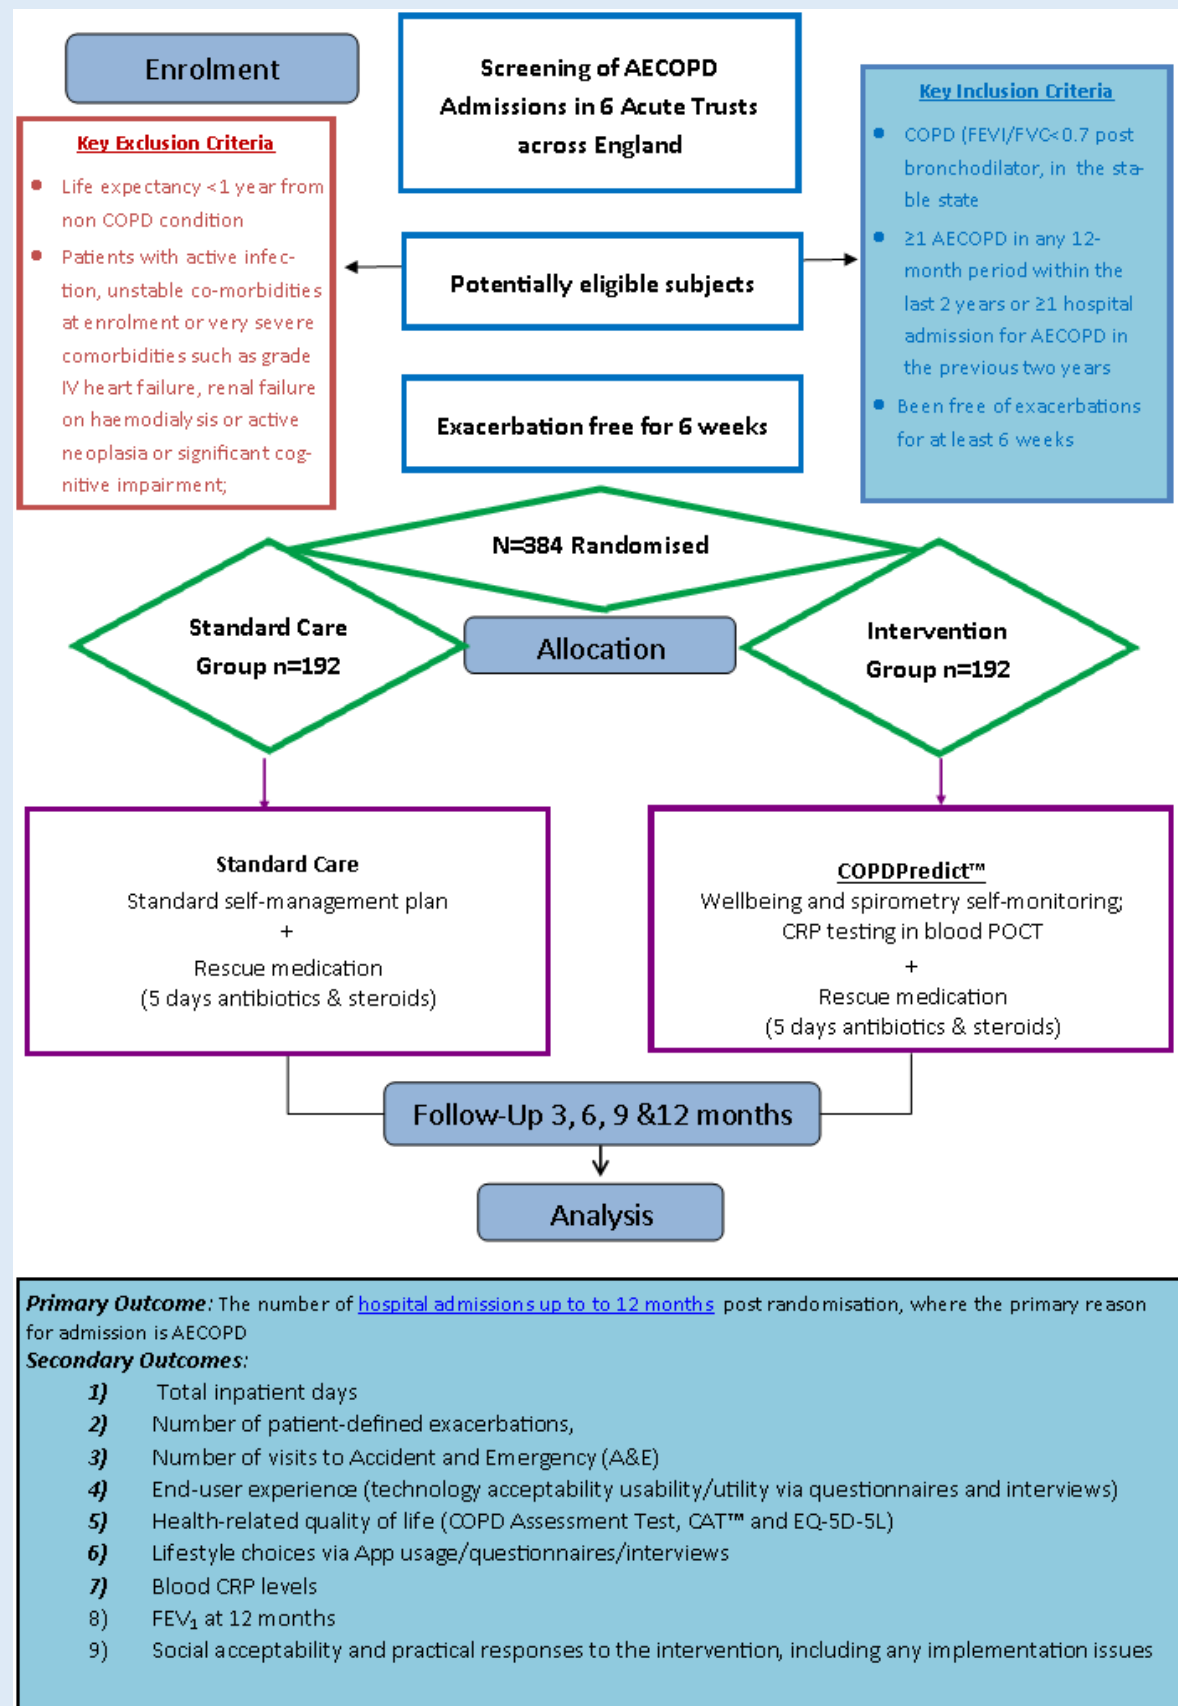 Enrolment
Screening of AECOPD
Admissions in 6 Acute Trusts
across England
Key Exclusion Criteria
● Life expectancy <1 year from
non COPD condition
● Patients with active infec-
tion, unstable co-morbidities
at enrolment or very severe
comorbidities such as grade
IV heart failure, renal failure
on haemodialysis or active
neoplasia or significant cog-
nitive impairment;
Key Inclusion Criteria
● COPD (FEVI/FVC<0.7 post
bronchodilator, in the sta-
ble state
● ≥1 AECOPD in any 12-
month period within the
last 2 years or ≥1 hospital
admission for AECOPD in
the previous two years
● Been free of exacerbations
for at least 6 weeks
Potentially eligible subjects
Exacerbation free for 6 weeks
N=384 Randomised
Standard Care
Group n=192
Allocation
Intervention
Group n=192
Standard Care
Standard self-management plan
+
Rescue medication
(5 days antibiotics & steroids)
COPDPredict™
Wellbeing and spirometry self-monitoring;
CRP testing in blood POCT
+
Rescue medication
(5 days antibiotics & steroids)
Follow-Up 3, 6, 9 &12 months
Analysis
Primary Outcome: The number of hospital admissions up to to 12 months post randomisation, where the primary reason
for admission is AECOPD
Secondary Outcomes:
1) Total inpatient days
2) Number of patient-defined exacerbations,
3) Number of visits to Accident and Emergency (A&E)
4) End-user experience (technology acceptability usability/utility via questionnaires and interviews)
5) Health-related quality of life (COPD Assessment Test, CAT™ and EQ-5D-5L)
6) Lifestyle choices via App usage/questionnaires/interviews
7) Blood CRP levels
8) FEV₁ at 12 months
9) Social acceptability and practical responses to the intervention, including any implementation issues